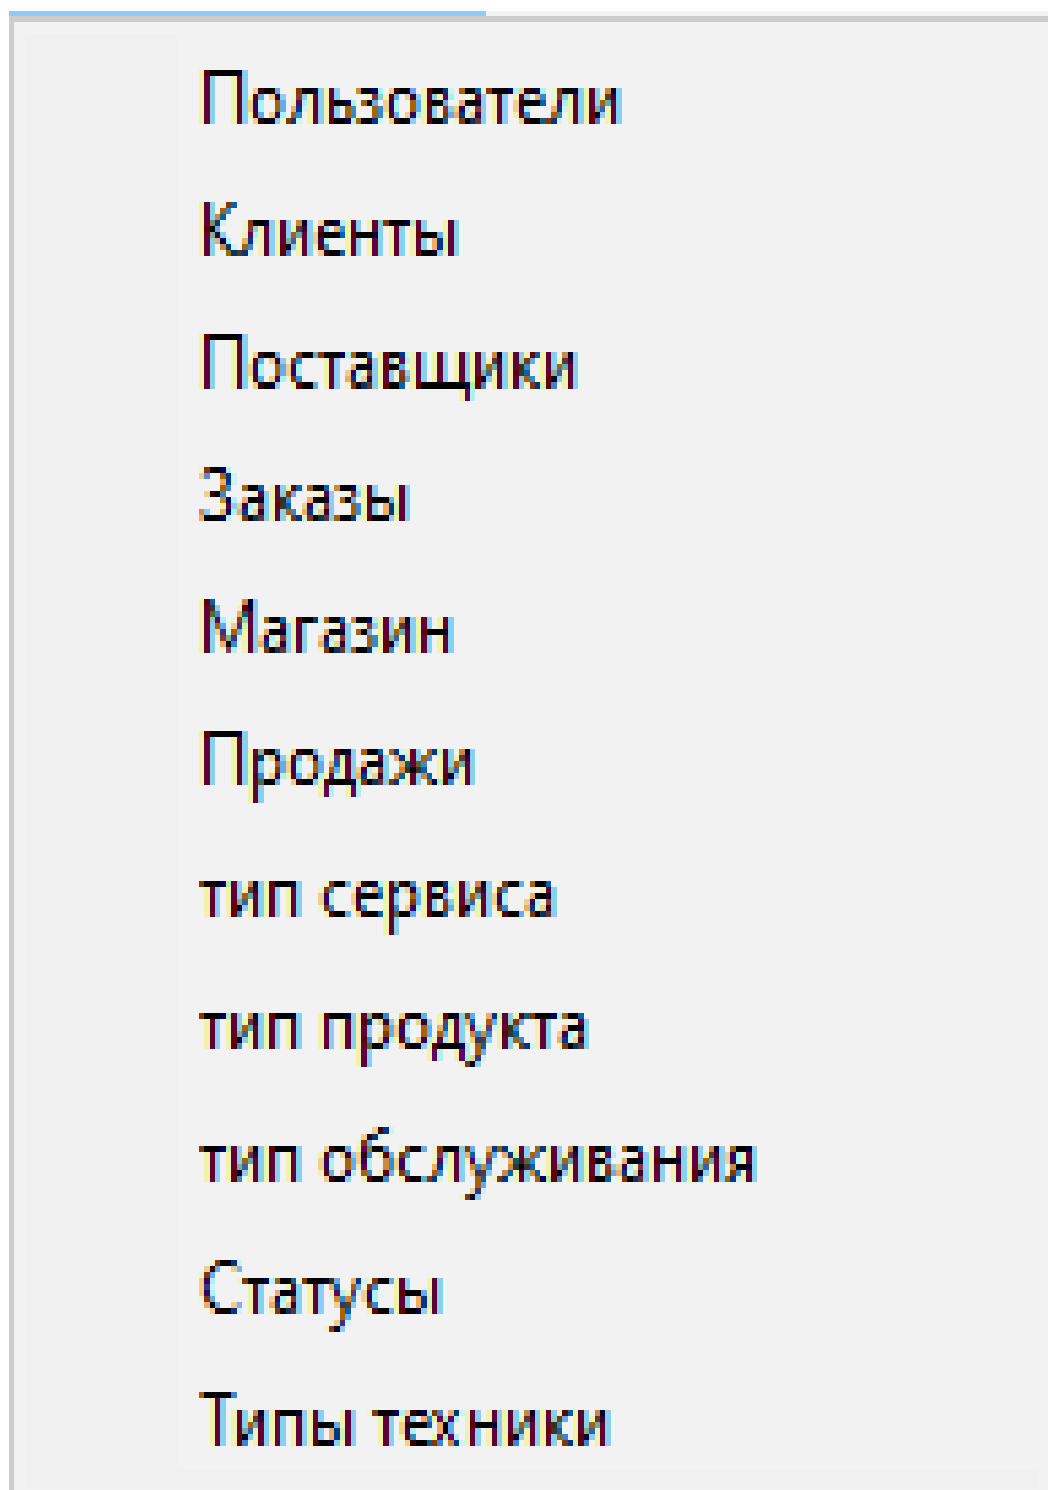 Пользователи
Клиенты
Поставщики
Заказы
Магазин
Продажи
тип сервиса
тип продукта
тип обслуживания
Статусы
Типы техники